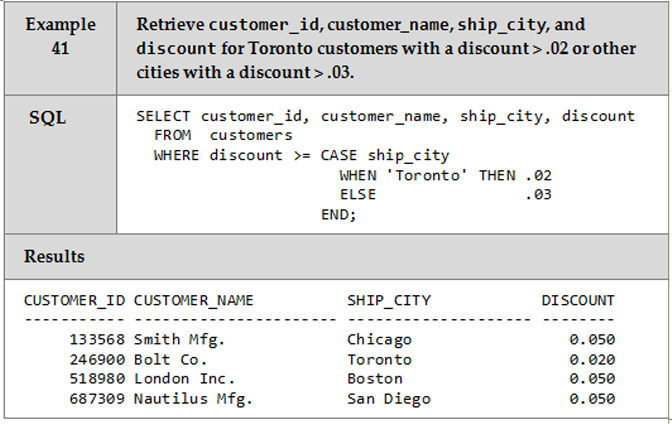 Example 41
Retrieve customer_id, customer_name, ship_city, and
discount for Toronto customers with a discount > .02 or other
cities with a discount > .03.
SQL
SELECT customer_id, customer_name, ship_city, discount
FROM customers
WHERE discount >= CASE ship_city
WHEN 'Toronto' THEN .02
ELSE .03
END;
Results
CUSTOMER_ID CUSTOMER_NAME SHIP_CITY DISCOUNT
----------- ---------------------- -------------------- --------
133568 Smith Mfg. Chicago 0.050
246900 Bolt Co. Toronto 0.020
518980 London Inc. Boston 0.050
687309 Nautilus Mfg. San Diego 0.050